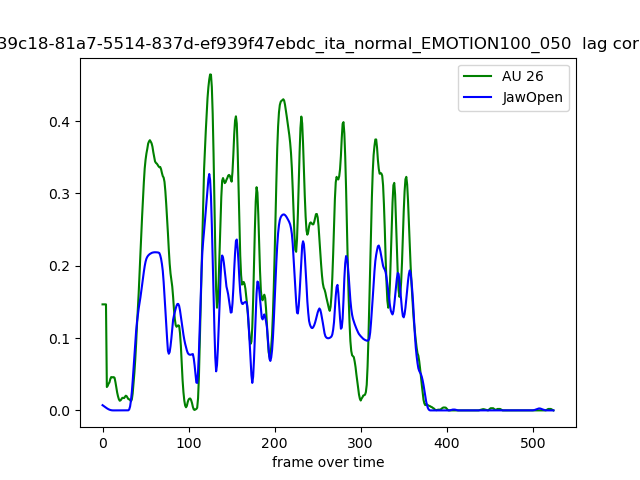 39c18-81a7-5514-837d-ef939f47ebdc_ita_normal_EMOTION100_050 lag cor
AU 26
JawOpen
0.4
0.3
0.2
0.1
0.0
0 100 200 300 400 500
frame over time